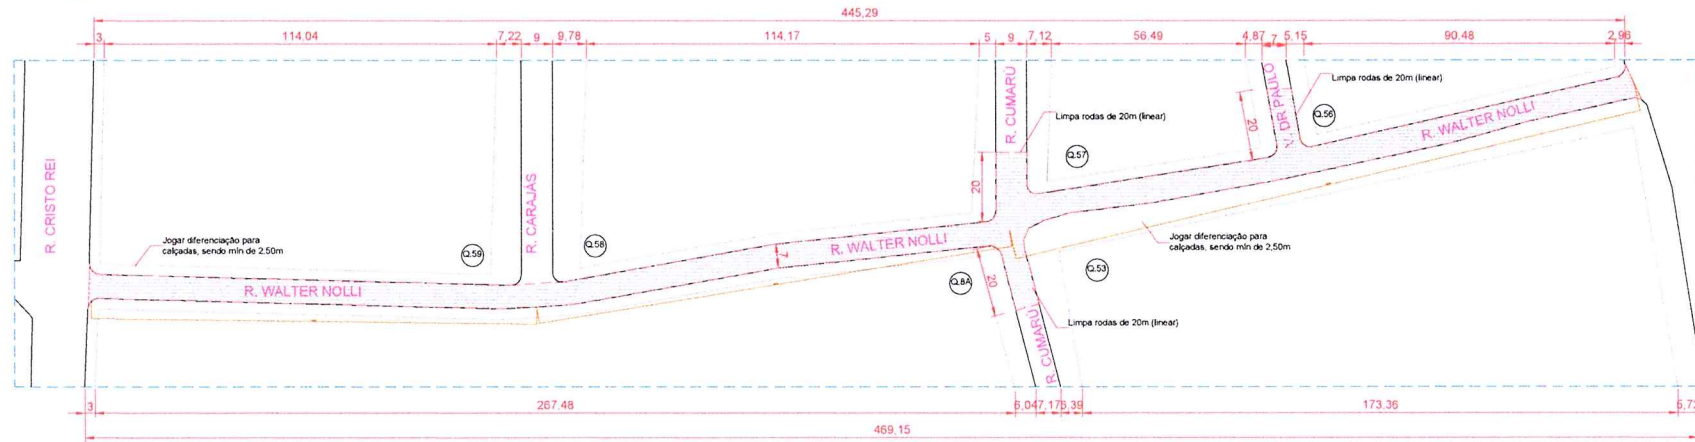 445,29
3 114,04 7,22 9 9,78 114,17 5 9 7,12 56,49 4,87 7 5,15 90,48 2,96
R. CRISTO REI
R. CARAJÁS
R. CUMARÚ
V. DR PAULO
Limpa rodas de 20m (linear)
Limpa rodas de 20m (linear)
Q.56
R. WALTER NOLLI
20
Q.57
20
Jogar diferenciação para
calçadas, sendo mín de 2.50m
Q.59
Q.58
R. WALTER NOLLI
7
Jogar diferenciação para
calçadas, sendo mín de 2,50m
Q.53
Q.8A
20
R. WALTER NOLLI
Limpa rodas de 20m (linear)
R. CUMARÚ
3 267,48 6,04 7,17 5,39 173,36
469,15